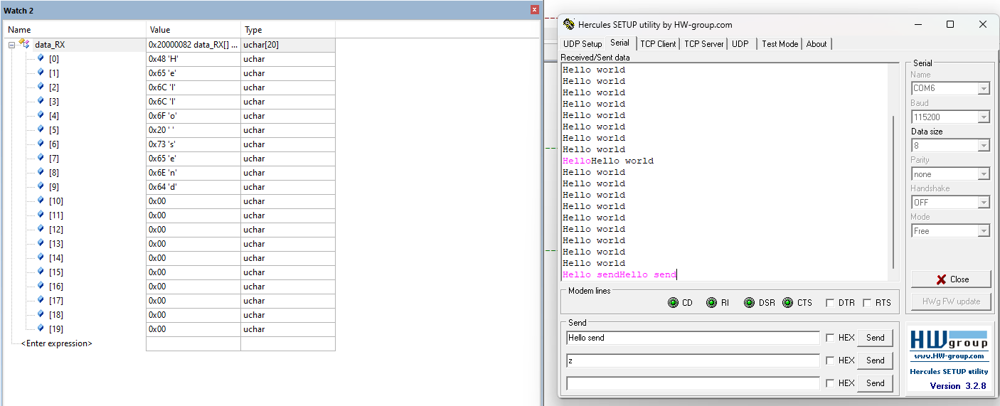 Watch 2
Name Value Type
data_RX 0x20000082 data_RX[] ... uchar[20]
[0] 0x48 'H' uchar
[1] 0x65 'e' uchar
[2] 0x6C 'l' uchar
[3] 0x6C 'l' uchar
[4] 0x6F 'o' uchar
[5] 0x20 ' ' uchar
[6] 0x73 's' uchar
[7] 0x65 'e' uchar
[8] 0x6E 'n' uchar
[9] 0x64 'd' uchar
[10] 0x00 uchar
[11] 0x00 uchar
[12] 0x00 uchar
[13] 0x00 uchar
[14] 0x00 uchar
[15] 0x00 uchar
[16] 0x00 uchar
[17] 0x00 uchar
[18] 0x00 uchar
[19] 0x00 uchar
<Enter expression>
Hercules SETUP utility by HW-group.com
UDP Setup Serial TCP Client TCP Server UDP Test Mode About
Received/Sent data
Hello world
Hello world
Hello world
Hello world
Hello world
Hello world
Hello world
Hello world
HelloHello world
Hello world
Hello world
Hello world
Hello world
Hello world
Hello world
Hello world
Hello world
Hello world
Hello sendHello send
Serial
Name
COM6
Baud
115200
Data size
8
Parity
none
Handshake
OFF
Mode
Free
Close
HWg FW update
Modem lines
CD RI DSR CTS DTR RTS
Send
Hello send HEX Send
z HEX Send
HEX Send
HWgroup
www.HW-group.com
Hercules SETUP utility
Version 3.2.8